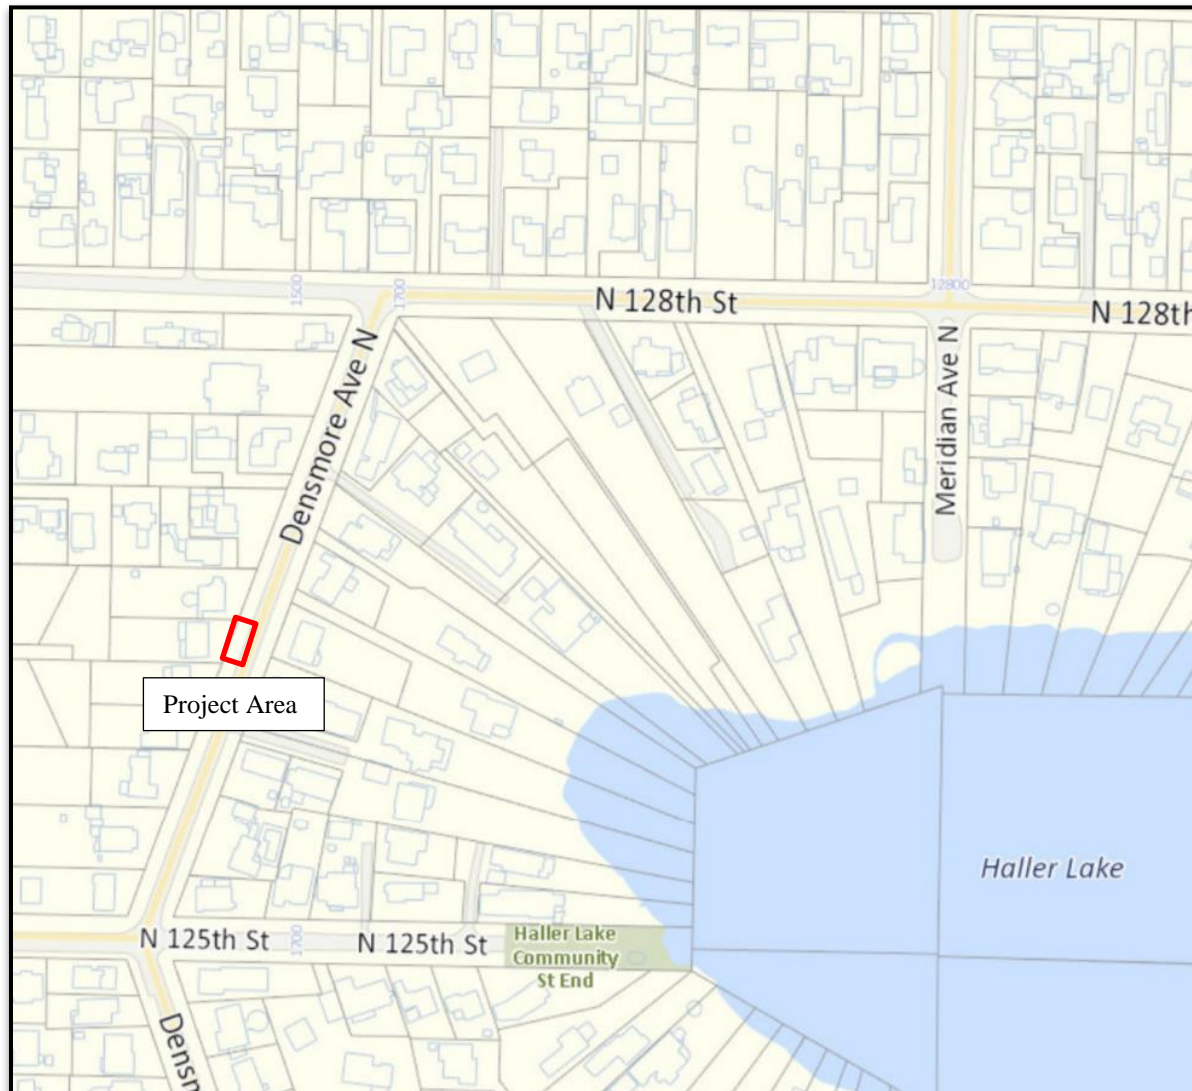 1500
1700
12800
N 128th St
N 128th
Densmore Ave N
Meridian Ave N
Project Area
Haller Lake
N 125th St
1700
N 125th St
Haller Lake
Community
St End
Densm